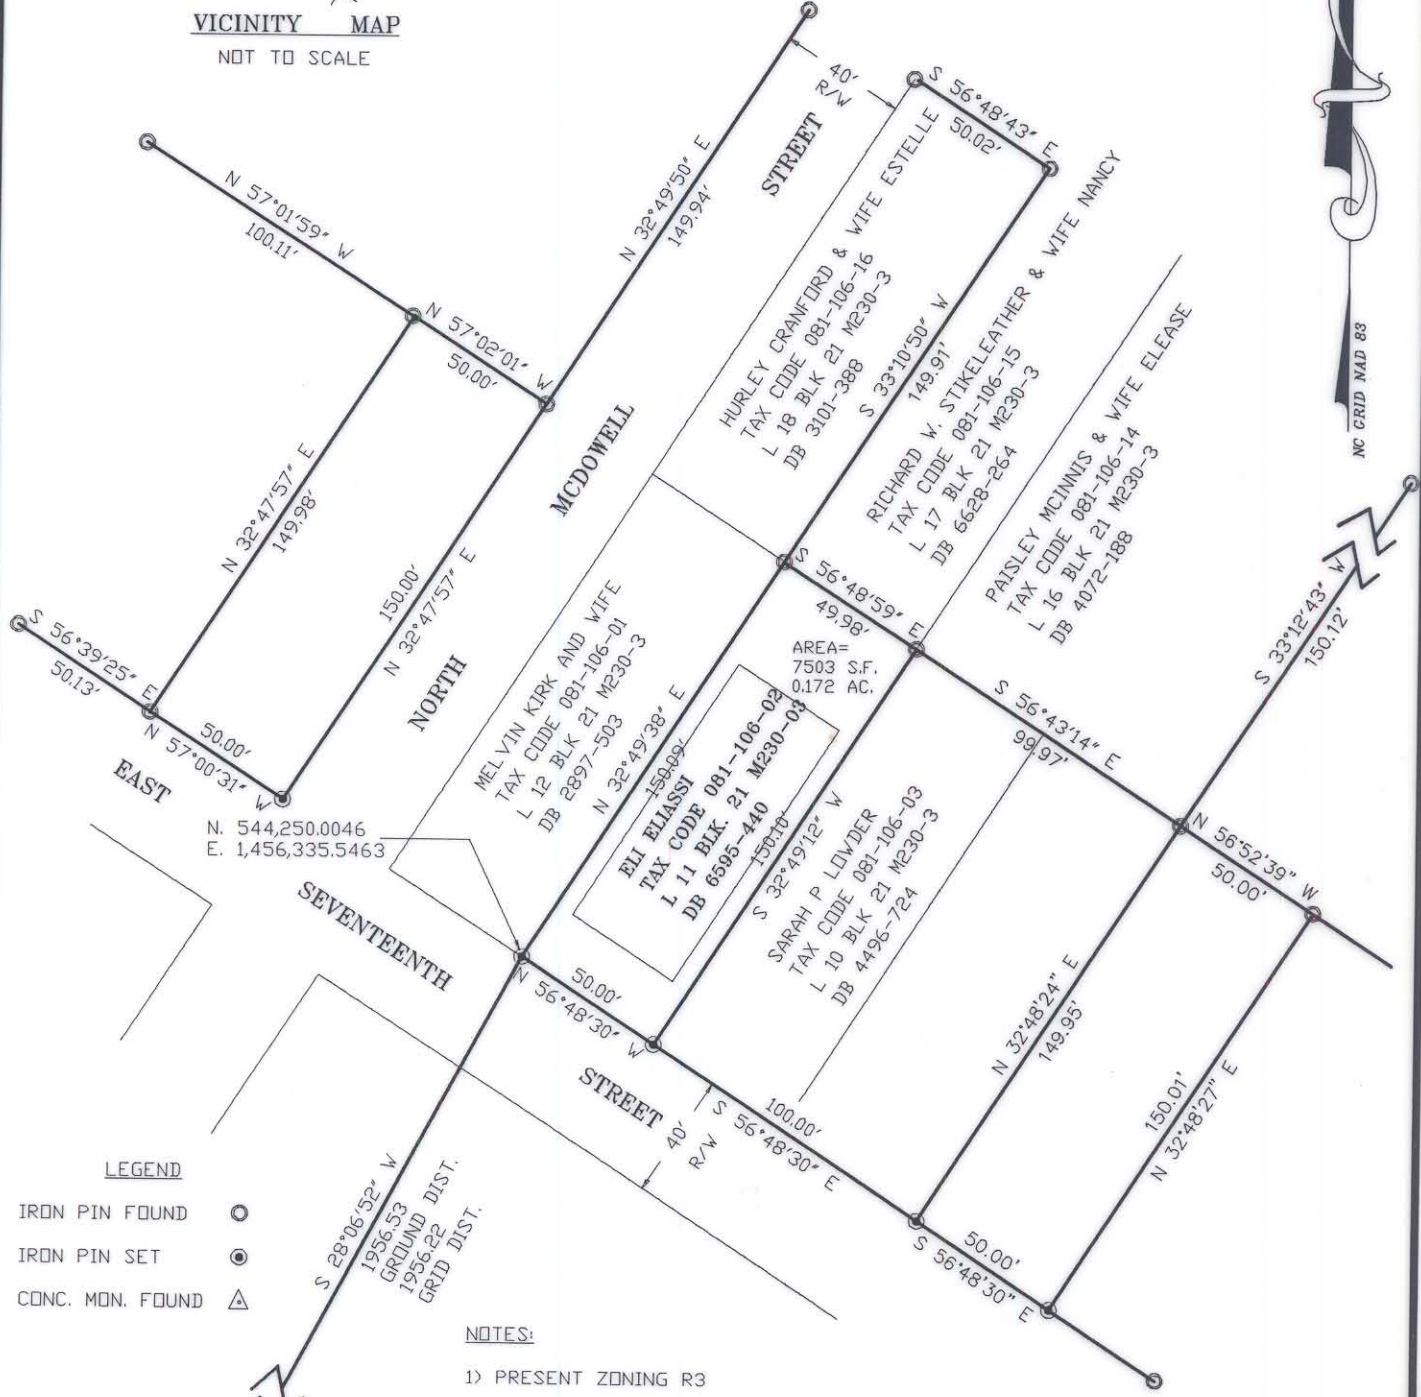 VICINITY MAP
NOT TO SCALE
40'
R/W
S 56°48'43" E
50.02'
STREET
N 32°49'50" E
149.94'
N 57°01'59" W
100.11'
N 57°02'01" W
50.00'
HURLEY CRANFORD & WIFE ESTELLE
TAX CODE 081-106-16
L 18 BLK 21 M230-3
DB 3101-388
S 33°10'50" W
149.91'
RICHARD W. STIKELEATHER & WIFE NANCY
TAX CODE 081-106-15
L 17 BLK 21 M230-3
DB 6628-264
PAISLEY MCINNIS & WIFE ELEASE
TAX CODE 081-106-14
L 16 BLK 21 M230-3
DB 4072-188
NC GRID NAD 83
MCDOWELL
N 32°47'57" E
149.98'
150.00'
N 32°47'57" E
NORTH
S 56°39'25" E
50.13'
50.00'
N 57°00'31" W
EAST
N. 544,250.0046
E. 1,456,335.5463
MELVIN KIRK AND WIFE
TAX CODE 081-106-01
L 12 BLK 21 M230-3
DB 2897-503
S 56°48'59" E
49.98'
AREA=
7503 S.F.
0.172 AC.
N 32°49'38" E
150.09'
ELI ELIASSI
TAX CODE 081-106-02
L 11 BLK. 21 M230-03
DB 6595-440
150.10'
S 32°49'12" W
SARAH P LOWDER
TAX CODE 081-106-03
L 10 BLK 21 M230-3
DB 4496-724
S 56°43'14" E
99.97'
S 33°12'43" W
150.12'
N 56°52'39" W
50.00'
SEVENTEENTH
50.00'
N 56°48'30" W
STREET
40'
R/W
100.00'
S 56°48'30" E
N 32°48'24" E
149.95'
150.01'
N 32°48'27" E
50.00'
S 56°48'30" E
S 28°06'52" W
1956.53
GROUND DIST.
1956.22
GRID DIST.
LEGEND
IRON PIN FOUND
IRON PIN SET
CONC. MON. FOUND
NOTES:
1) PRESENT ZONING R3